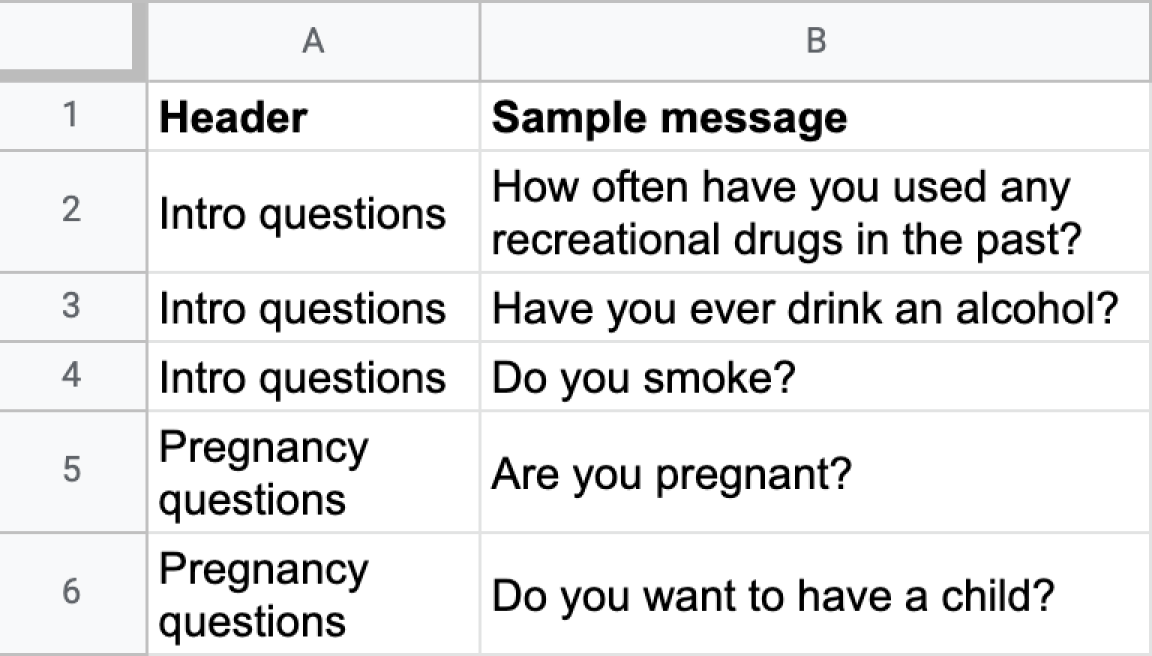 A B
1 Header Sample message
2 Intro questions How often have you used any
recreational drugs in the past?
3 Intro questions Have you ever drink an alcohol?
4 Intro questions Do you smoke?
5 Pregnancy
questions Are you pregnant?
6 Pregnancy
questions Do you want to have a child?